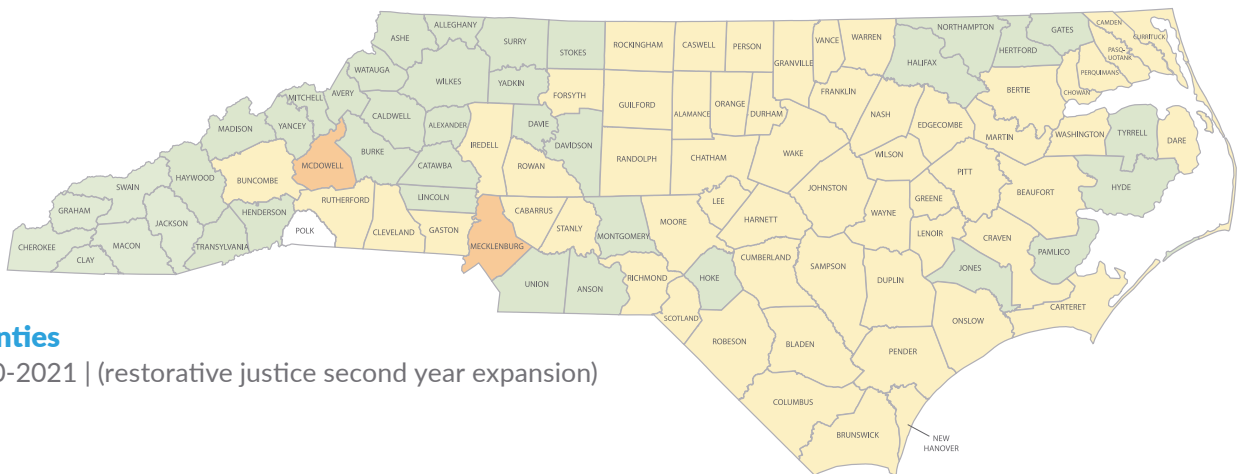 ALLEGHANY
ASHE
SURRY
STOKES
ROCKINGHAM
CASWELL
PERSON
VANCE
WARREN
GRANVILLE
NORTHAMPTON
HERTFORD
GATES
CAMDEN
CURRITUCK
PASQ-
UOTANK
PERQUIMANS
CHOWAN
HALIFAX
WATAUGA
WILKES
YADKIN
FORSYTH
GUILFORD
ALAMANCE
ORANGE
DURHAM
FRANKLIN
NASH
EDGECOMBE
BERTIE
MARTIN
WASHINGTON
TYRRELL
DARE
MITCHELL
AVERY
CALDWELL
ALEXANDER
IREDELL
DAVIE
DAVIDSON
RANDOLPH
CHATHAM
WAKE
WILSON
PITT
BEAUFORT
HYDE
MADISON
YANCEY
MCDOWELL
BURKE
CATAWBA
ROWAN
LEE
JOHNSTON
GREENE
WAYNE
LENOIR
CRAVEN
PAMLICO
SWAIN
HAYWOOD
BUNCOMBE
RUTHERFORD
LINCOLN
CABARRUS
STANLY
MONTGOMERY
MOORE
HARNETT
GRAHAM
JACKSON
HENDERSON
POLK
CLEVELAND
GASTON
MECKLENBURG
CHEROKEE
MACON
TRANSYLVANIA
CLAY
UNION
ANSON
RICHMOND
HOKE
CUMBERLAND
SAMPSON
DUPLIN
JONES
CARTERET
SCOTLAND
ONSLOW
ROBESON
BLADEN
PENDER
COLUMBUS
BRUNSWICK
NEW
HANOVER
nties
0-2021 | (restorative justice second year expansion)